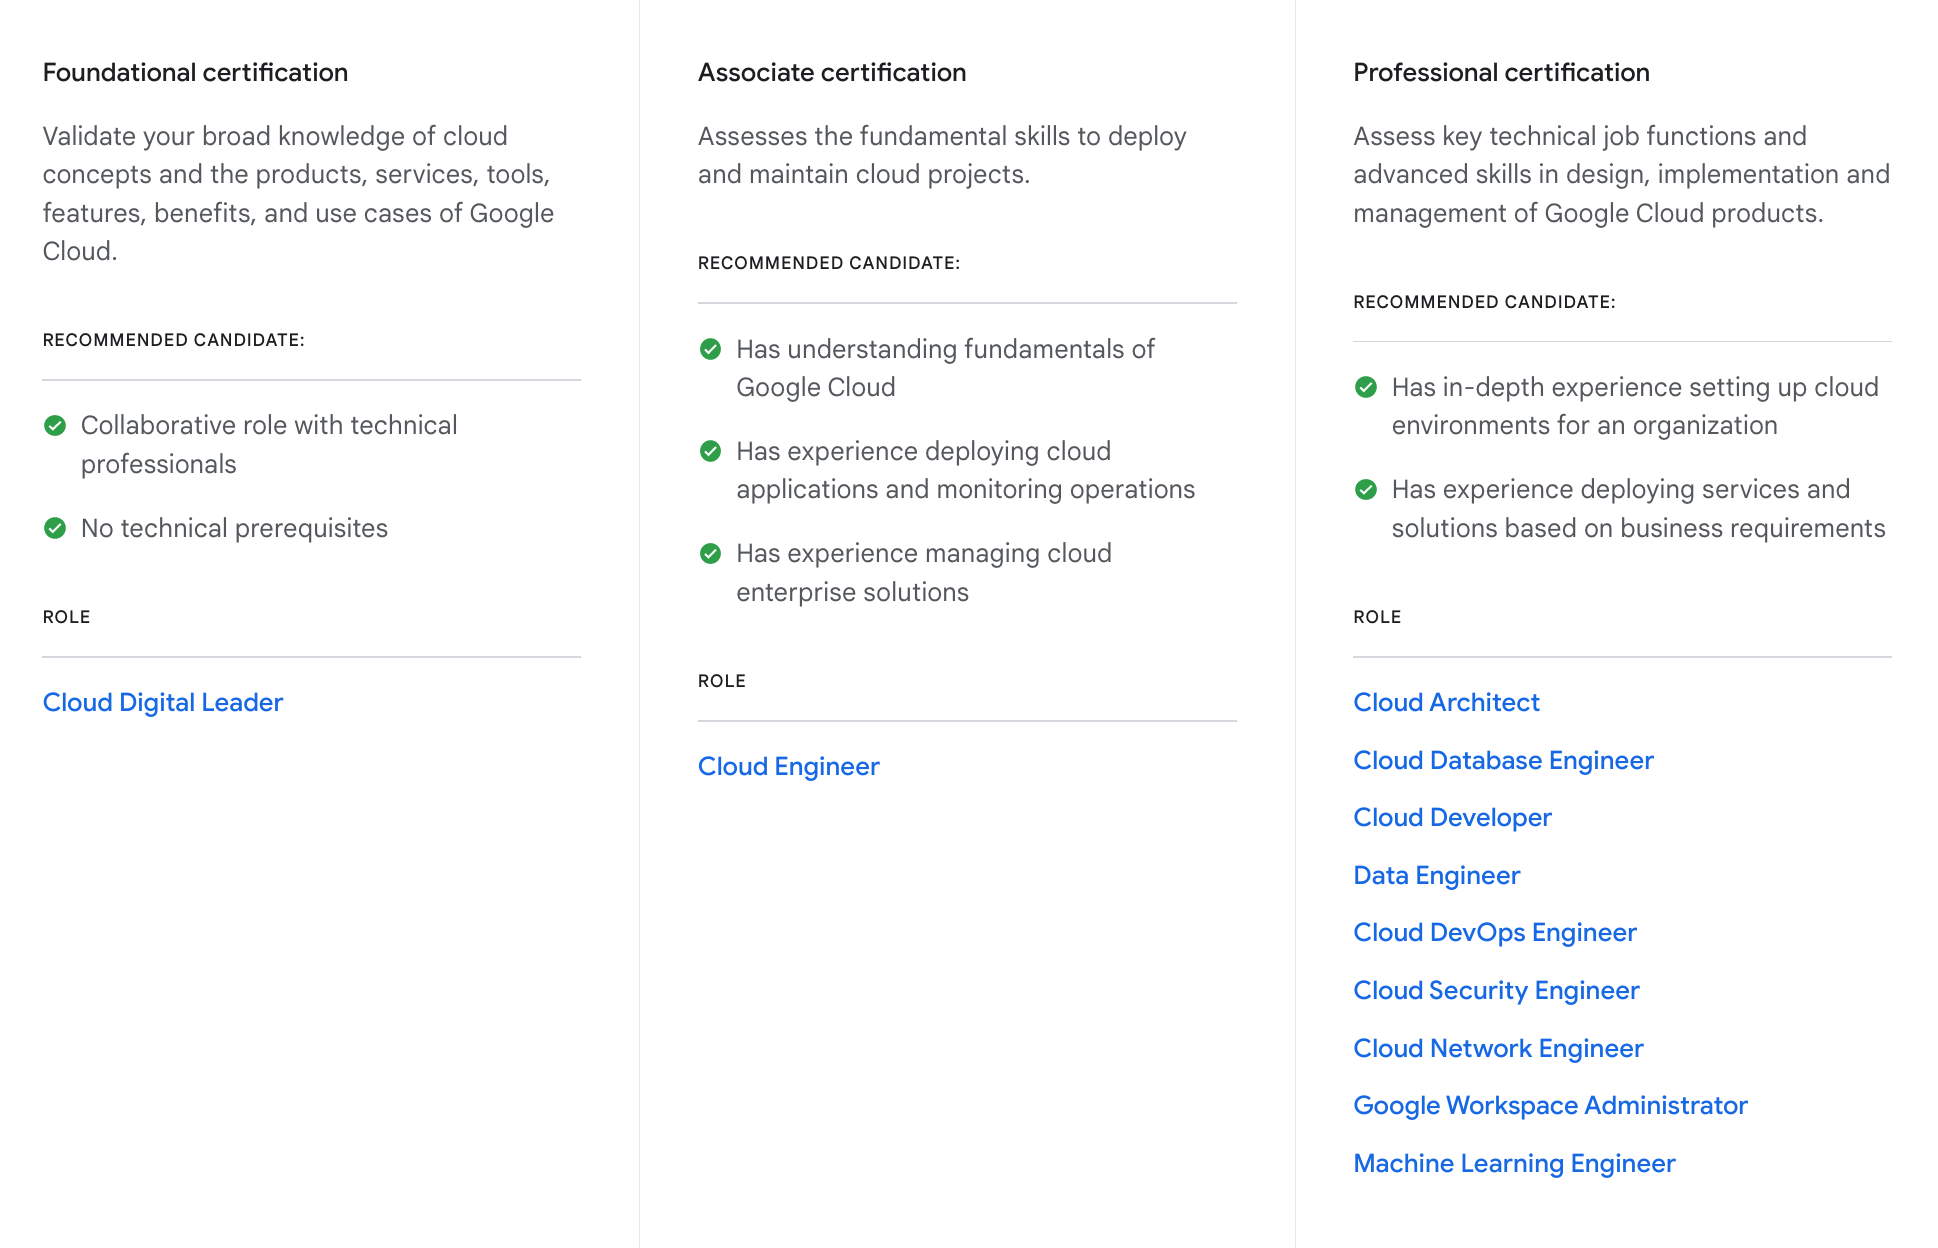 Foundational certification
Validate your broad knowledge of cloud
concepts and the products, services, tools,
features, benefits, and use cases of Google
Cloud.
RECOMMENDED CANDIDATE:
Collaborative role with technical
professionals
No technical prerequisites
ROLE
Cloud Digital Leader
Associate certification
Assesses the fundamental skills to deploy
and maintain cloud projects.
RECOMMENDED CANDIDATE:
Has understanding fundamentals of
Google Cloud
Has experience deploying cloud
applications and monitoring operations
Has experience managing cloud
enterprise solutions
ROLE
Cloud Engineer
Professional certification
Assess key technical job functions and
advanced skills in design, implementation and
management of Google Cloud products.
RECOMMENDED CANDIDATE:
Has in-depth experience setting up cloud
environments for an organization
Has experience deploying services and
solutions based on business requirements
ROLE
Cloud Architect
Cloud Database Engineer
Cloud Developer
Data Engineer
Cloud DevOps Engineer
Cloud Security Engineer
Cloud Network Engineer
Google Workspace Administrator
Machine Learning Engineer